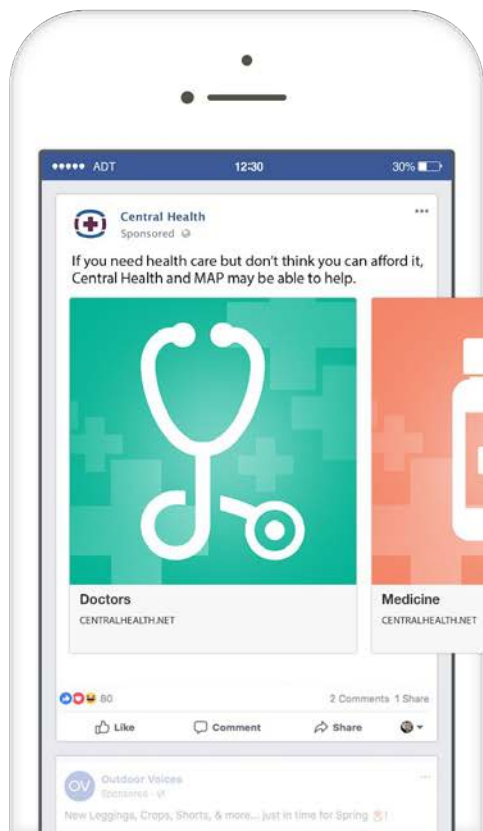 ADT 12:30 30%
Central Health
Sponsored
If you need health care but don't think you can afford it,
Central Health and MAP may be able to help.
Doctors
CENTRALHEALTH.NET
Medicine
CENTRALHEALTH.NET
80 2 Comments 1 Share
Like Comment Share
OV Outdoor Voices
Sponsored
New Leggings, Crops, Shorts, & more... just in time for Spring !